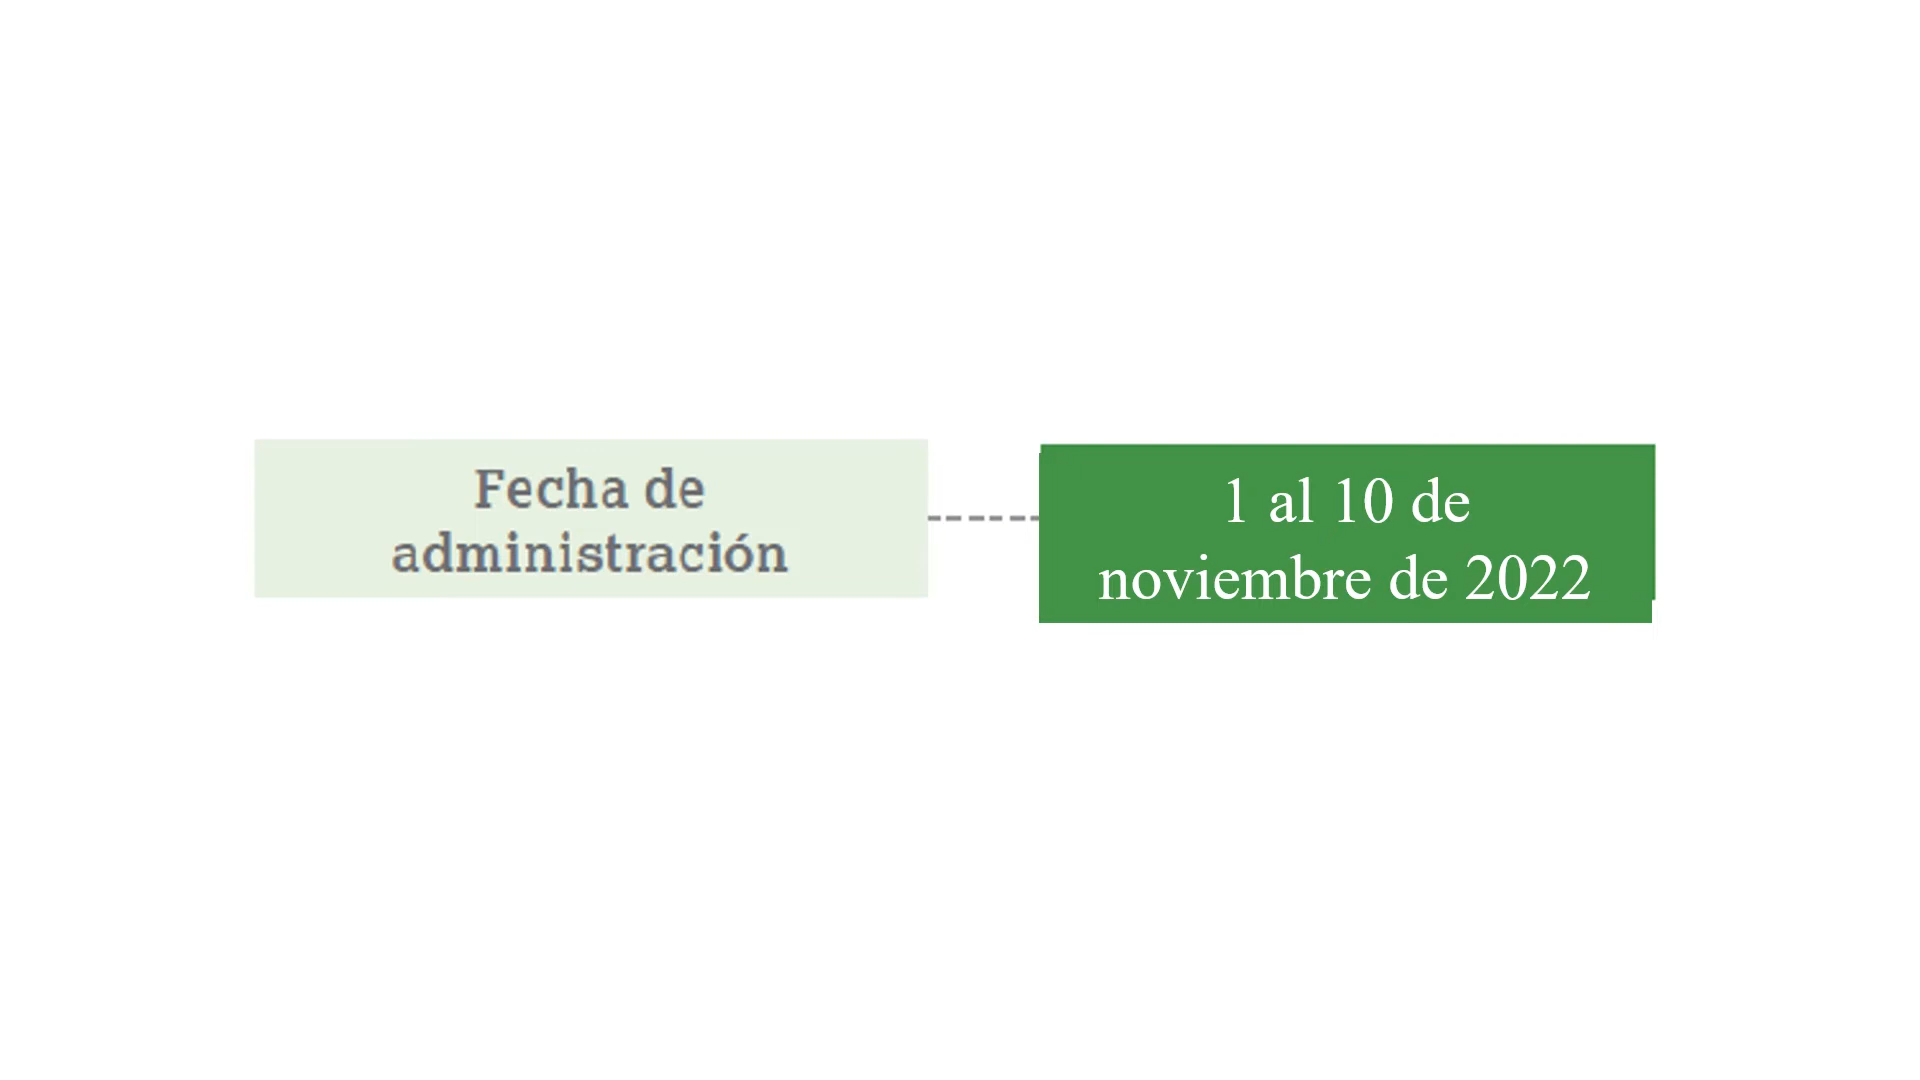 Fecha de
administración
1 al 10 de
noviembre de 2022